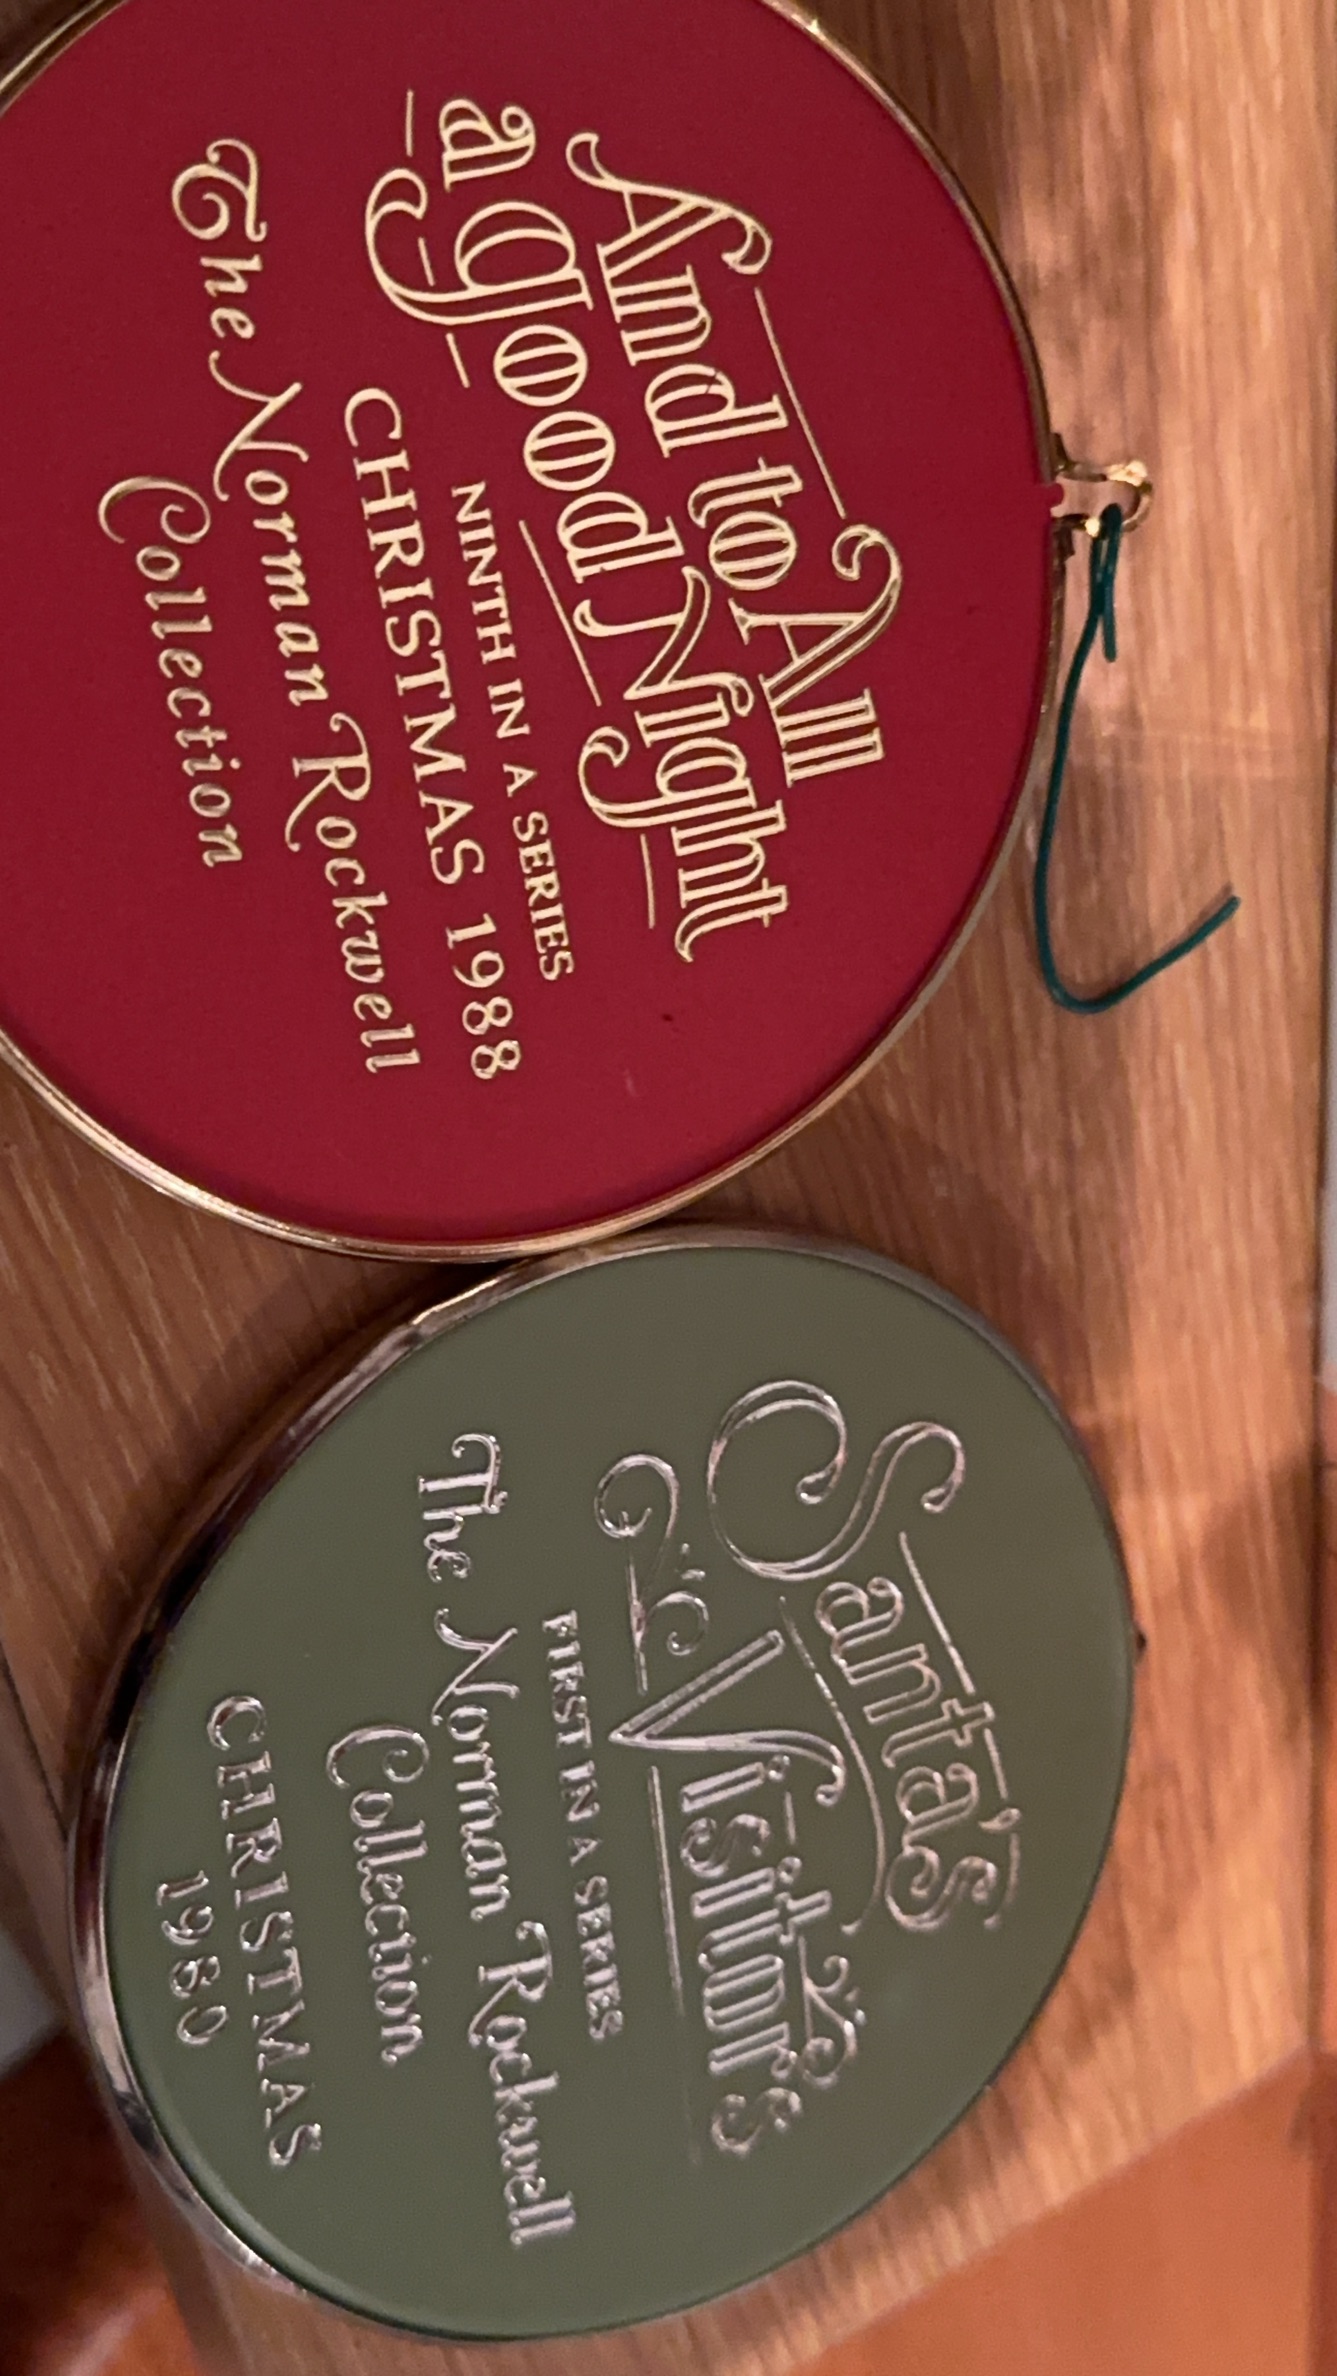 And to All
a Good Night
NINTH IN A SERIES
CHRISTMAS 1988
The Norman Rockwell
Collection
Santa's
Visitors
FIRST IN A SERIES
The Norman Rockwell
Collection
CHRISTMAS
1980